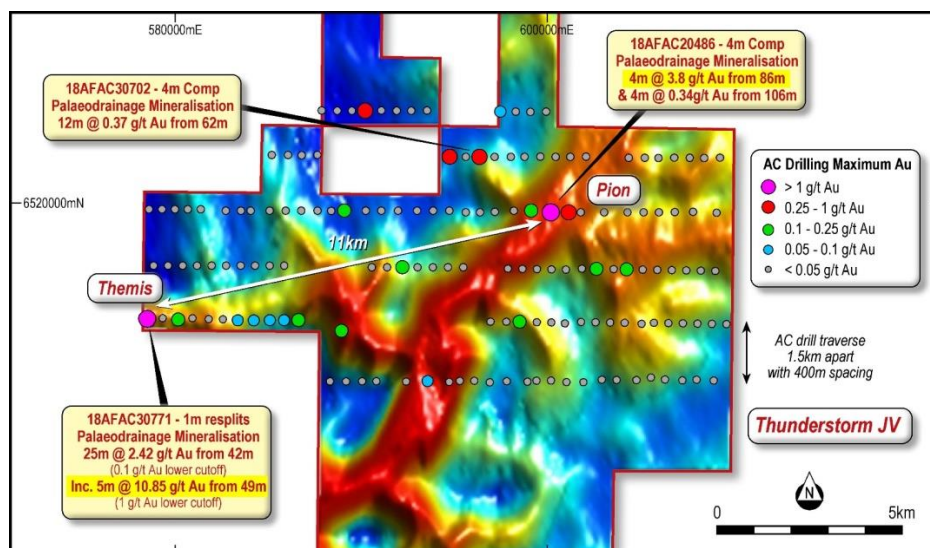 580000mE
600000mE
18AFAC20486 - 4m Comp
Palaeodrainage Mineralisation
4m @ 3.8 g/t Au from 86m
& 4m @ 0.34g/t Au from 106m
18AFAC30702 - 4m Comp
Palaeodrainage Mineralisation
12m @ 0.37 g/t Au from 62m
AC Drilling Maximum Au
> 1 g/t Au
0.25 - 1 g/t Au
0.1 - 0.25 g/t Au
0.05 - 0.1 g/t Au
< 0.05 g/t Au
6520000mN
Pion
11km
Themis
AC drill traverse
1.5km apart
with 400m spacing
18AFAC30771 - 1m resplits
Palaeodrainage Mineralisation
25m @ 2.42 g/t Au from 42m
(0.1 g/t Au lower cutoff)
Inc. 5m @ 10.85 g/t Au from 49m
(1 g/t Au lower cutoff)
Thunderstorm JV
N
0
5km